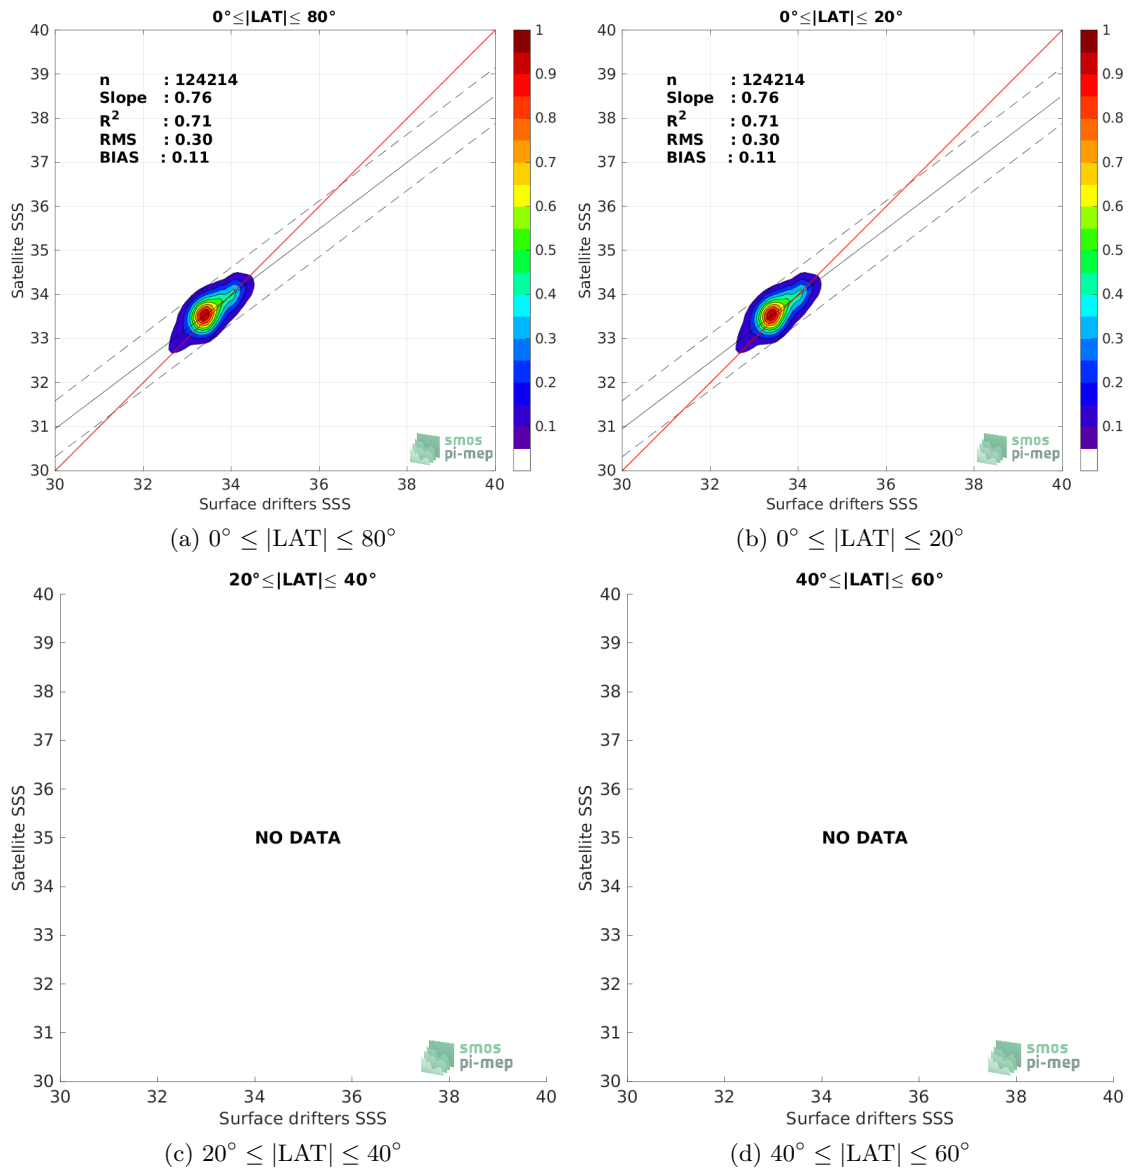 0°≤|LAT|≤ 80°
40
39
38
37
36
35
34
33
32
31
30
30
32
34
36
38
40
Satellite SSS
Surface drifters SSS
n : 124214
Slope : 0.76
R² : 0.71
RMS : 0.30
BIAS : 0.11
1
0.9
0.8
0.7
0.6
0.5
0.4
0.3
0.2
0.1
smos
pi-mep
(a) 0° ≤ |LAT| ≤ 80°
0°≤|LAT|≤ 20°
40
39
38
37
36
35
34
33
32
31
30
30
32
34
36
38
40
Satellite SSS
Surface drifters SSS
n : 124214
Slope : 0.76
R² : 0.71
RMS : 0.30
BIAS : 0.11
1
0.9
0.8
0.7
0.6
0.5
0.4
0.3
0.2
0.1
smos
pi-mep
(b) 0° ≤ |LAT| ≤ 20°
20°≤|LAT|≤ 40°
40
39
38
37
36
35
34
33
32
31
30
30
32
34
36
38
40
Satellite SSS
Surface drifters SSS
NO DATA
smos
pi-mep
(c) 20° ≤ |LAT| ≤ 40°
40°≤|LAT|≤ 60°
40
39
38
37
36
35
34
33
32
31
30
30
32
34
36
38
40
Satellite SSS
Surface drifters SSS
NO DATA
smos
pi-mep
(d) 40° ≤ |LAT| ≤ 60°